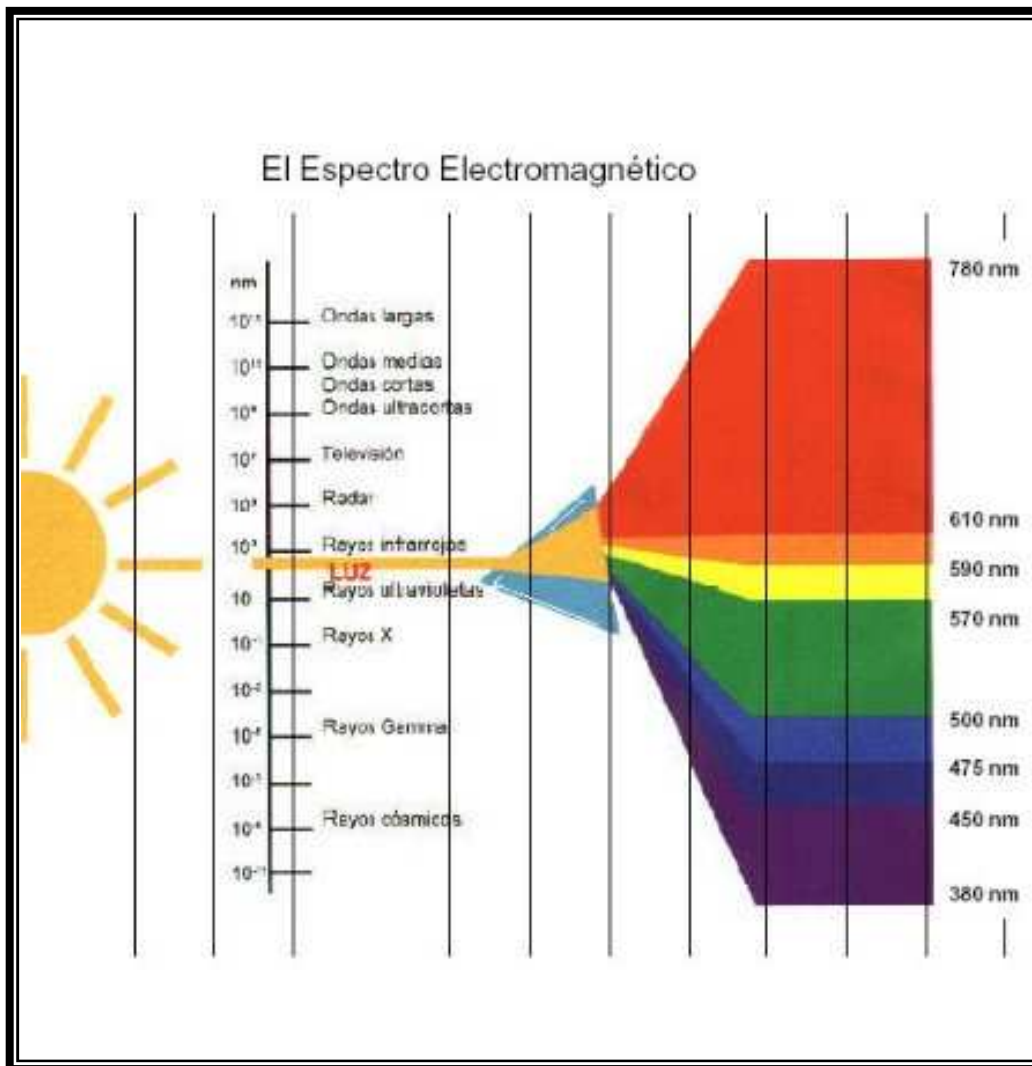 El Espectro Electromagnético
nm
Ondas largas
Ondas medias
Ondas cortas
Ondas ultracortas
Televisión
Radar
Rayos infrarrojos
LUZ
10 Rayos ultravioletas
Rayos X
Rayos Gamma
Rayos cósmicos
780 nm
610 nm
590 nm
570 nm
500 nm
475 nm
450 nm
380 nm